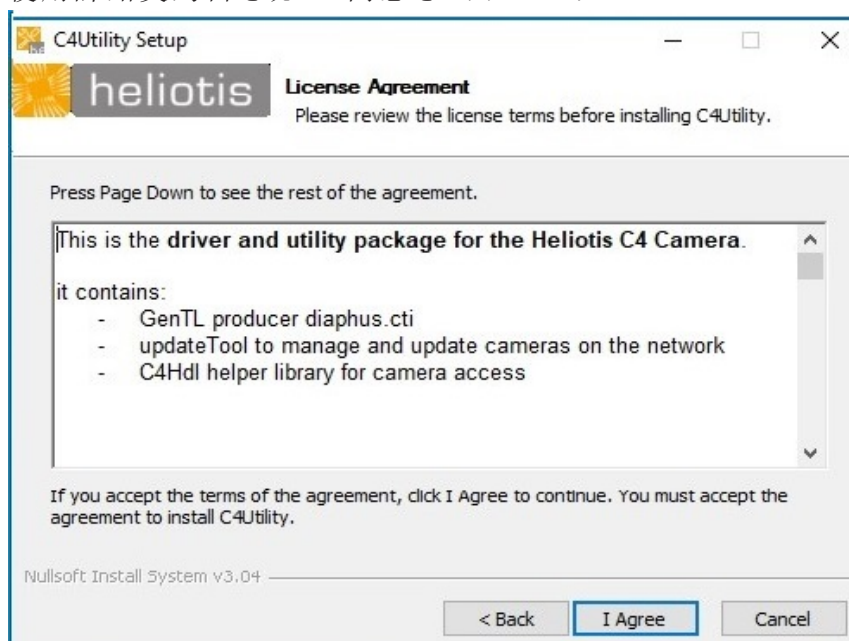 C4Utility Setup
heliotis
License Agreement
Please review the license terms before installing C4Utility.
Press Page Down to see the rest of the agreement.
This is the driver and utility package for the Heliotis C4 Camera.
it contains:
- GenTL producer diaphus.cti
- updateTool to manage and update cameras on the network
- C4Hdl helper library for camera access
If you accept the terms of the agreement, click I Agree to continue. You must accept the
agreement to install C4Utility.
Nullsoft Install System v3.04
< Back
I Agree
Cancel